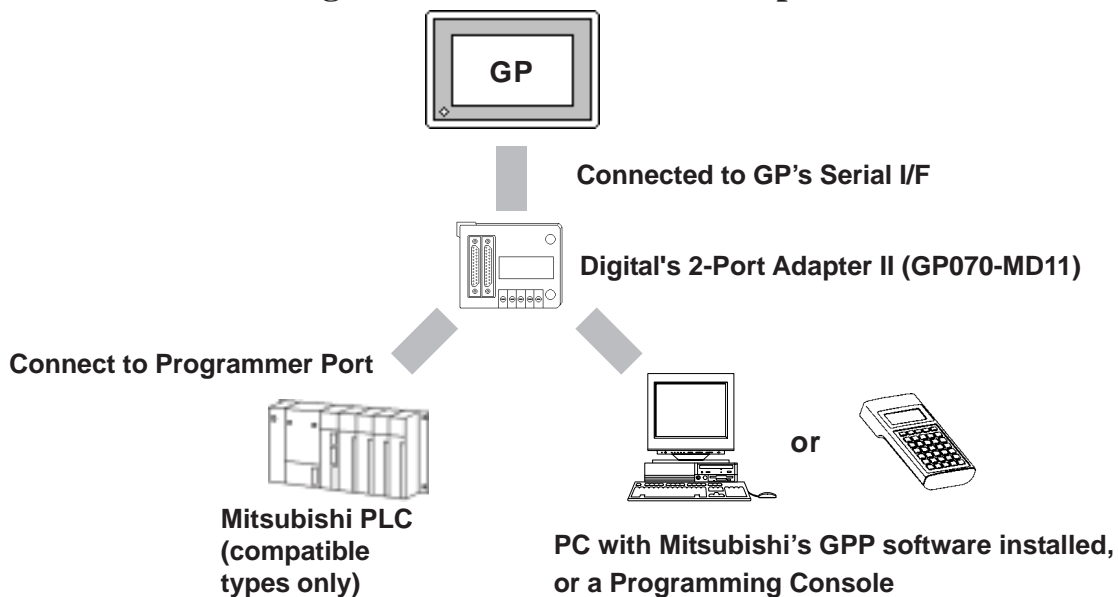 GP
Connected to GP’s Serial I/F
Digital's 2-Port Adapter II (GP070-MD11)
Connect to Programmer Port
or
Mitsubishi PLC
(compatible
types only)
PC with Mitsubishi’s GPP software installed,
or a Programming Console